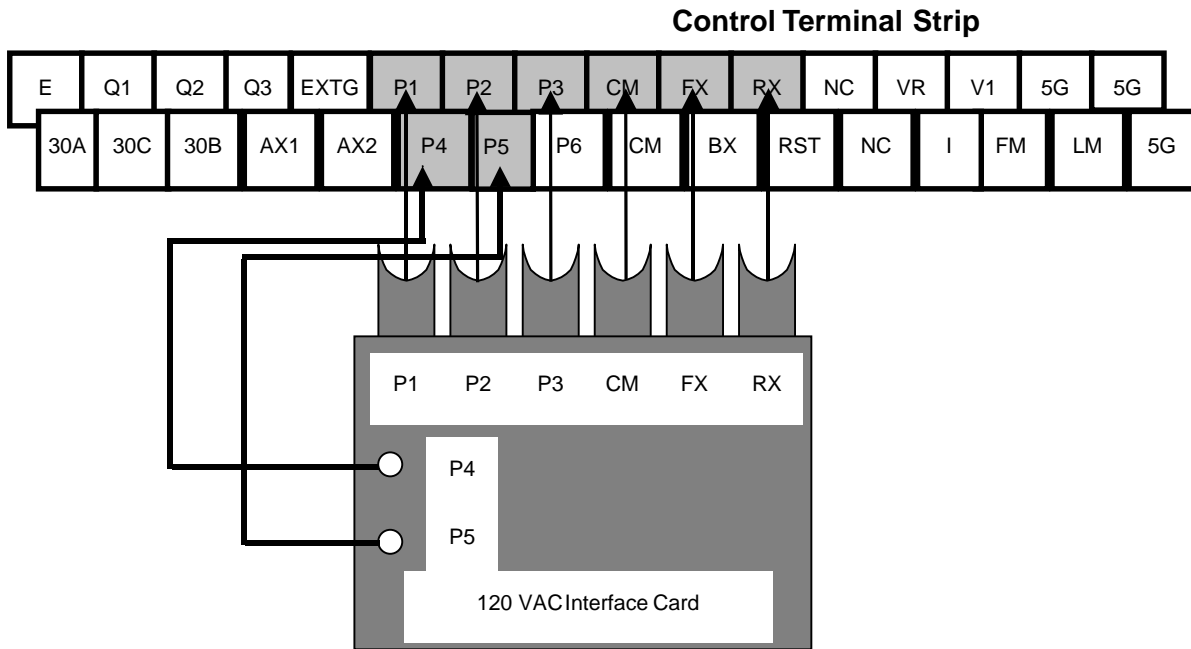 Control Terminal Strip
E Q1 Q2 Q3 EXTG P1 P2 P3 CM FX RX NC VR V1 5G 5G
30A 30C 30B AX1 AX2 P4 P5 P6 CM BX RST NC I FM LM 5G
P1 P2 P3 CM FX RX
P4
P5
120 VAC Interface Card